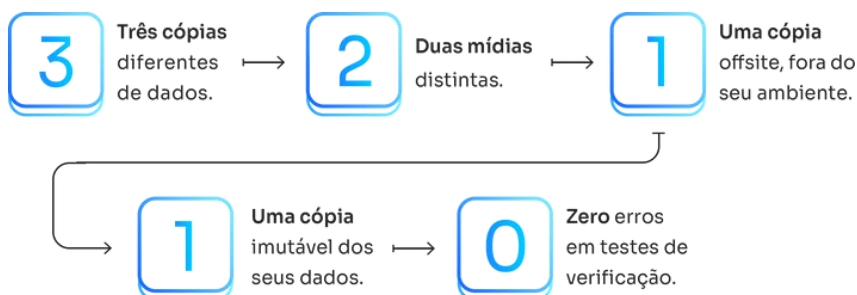 3
Três cópias
diferentes
de dados.
2
Duas mídias
distintas.
1
Uma cópia
offsite, fora do
seu ambiente.
1
Uma cópia
imutável dos
seus dados.
0
Zero erros
em testes de
verificação.